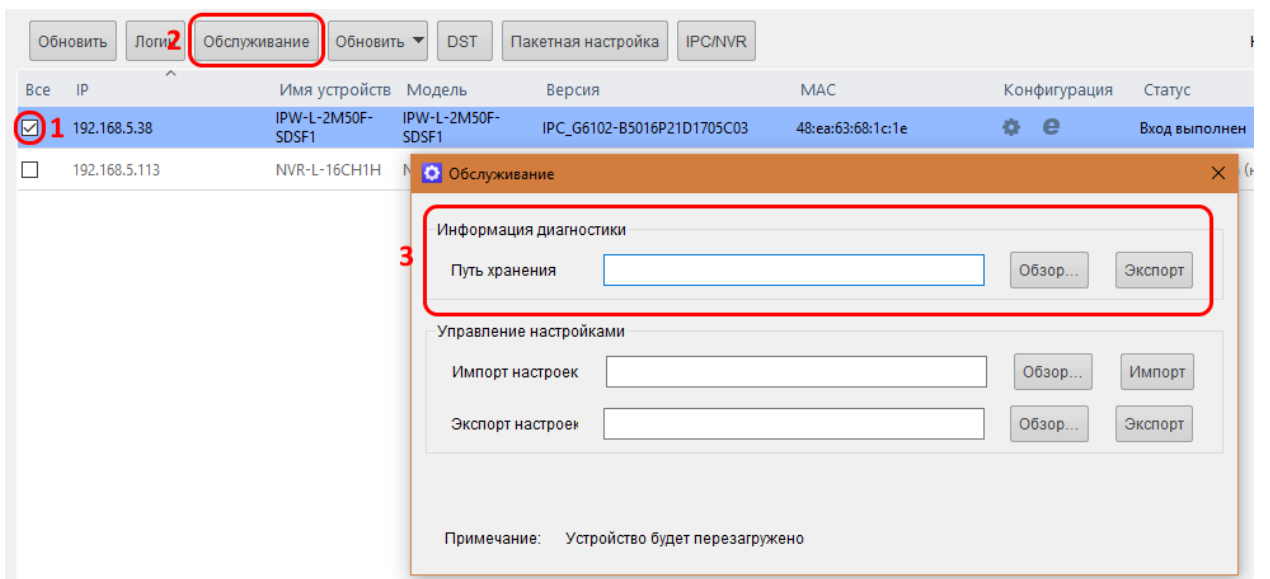 Обновить Логин 2 Обслуживание Обновить DST Пакетная настройка IPC/NVR
Все IP Имя устройств Модель Версия MAC Конфигурация Статус
1 192.168.5.38 IPW-L-2M50F-SDSF1 IPW-L-2M50F-SDSF1 IPC_G6102-B5016P21D1705C03 48:ea:63:68:1c:1e Вход выполнен
192.168.5.113 NVR-L-16CH1H
Обслуживание
Информация диагностики
3 Путь хранения Обзор... Экспорт
Управление настройками
Импорт настроек Обзор... Импорт
Экспорт настроек Обзор... Экспорт
Примечание: Устройство будет перезагружено